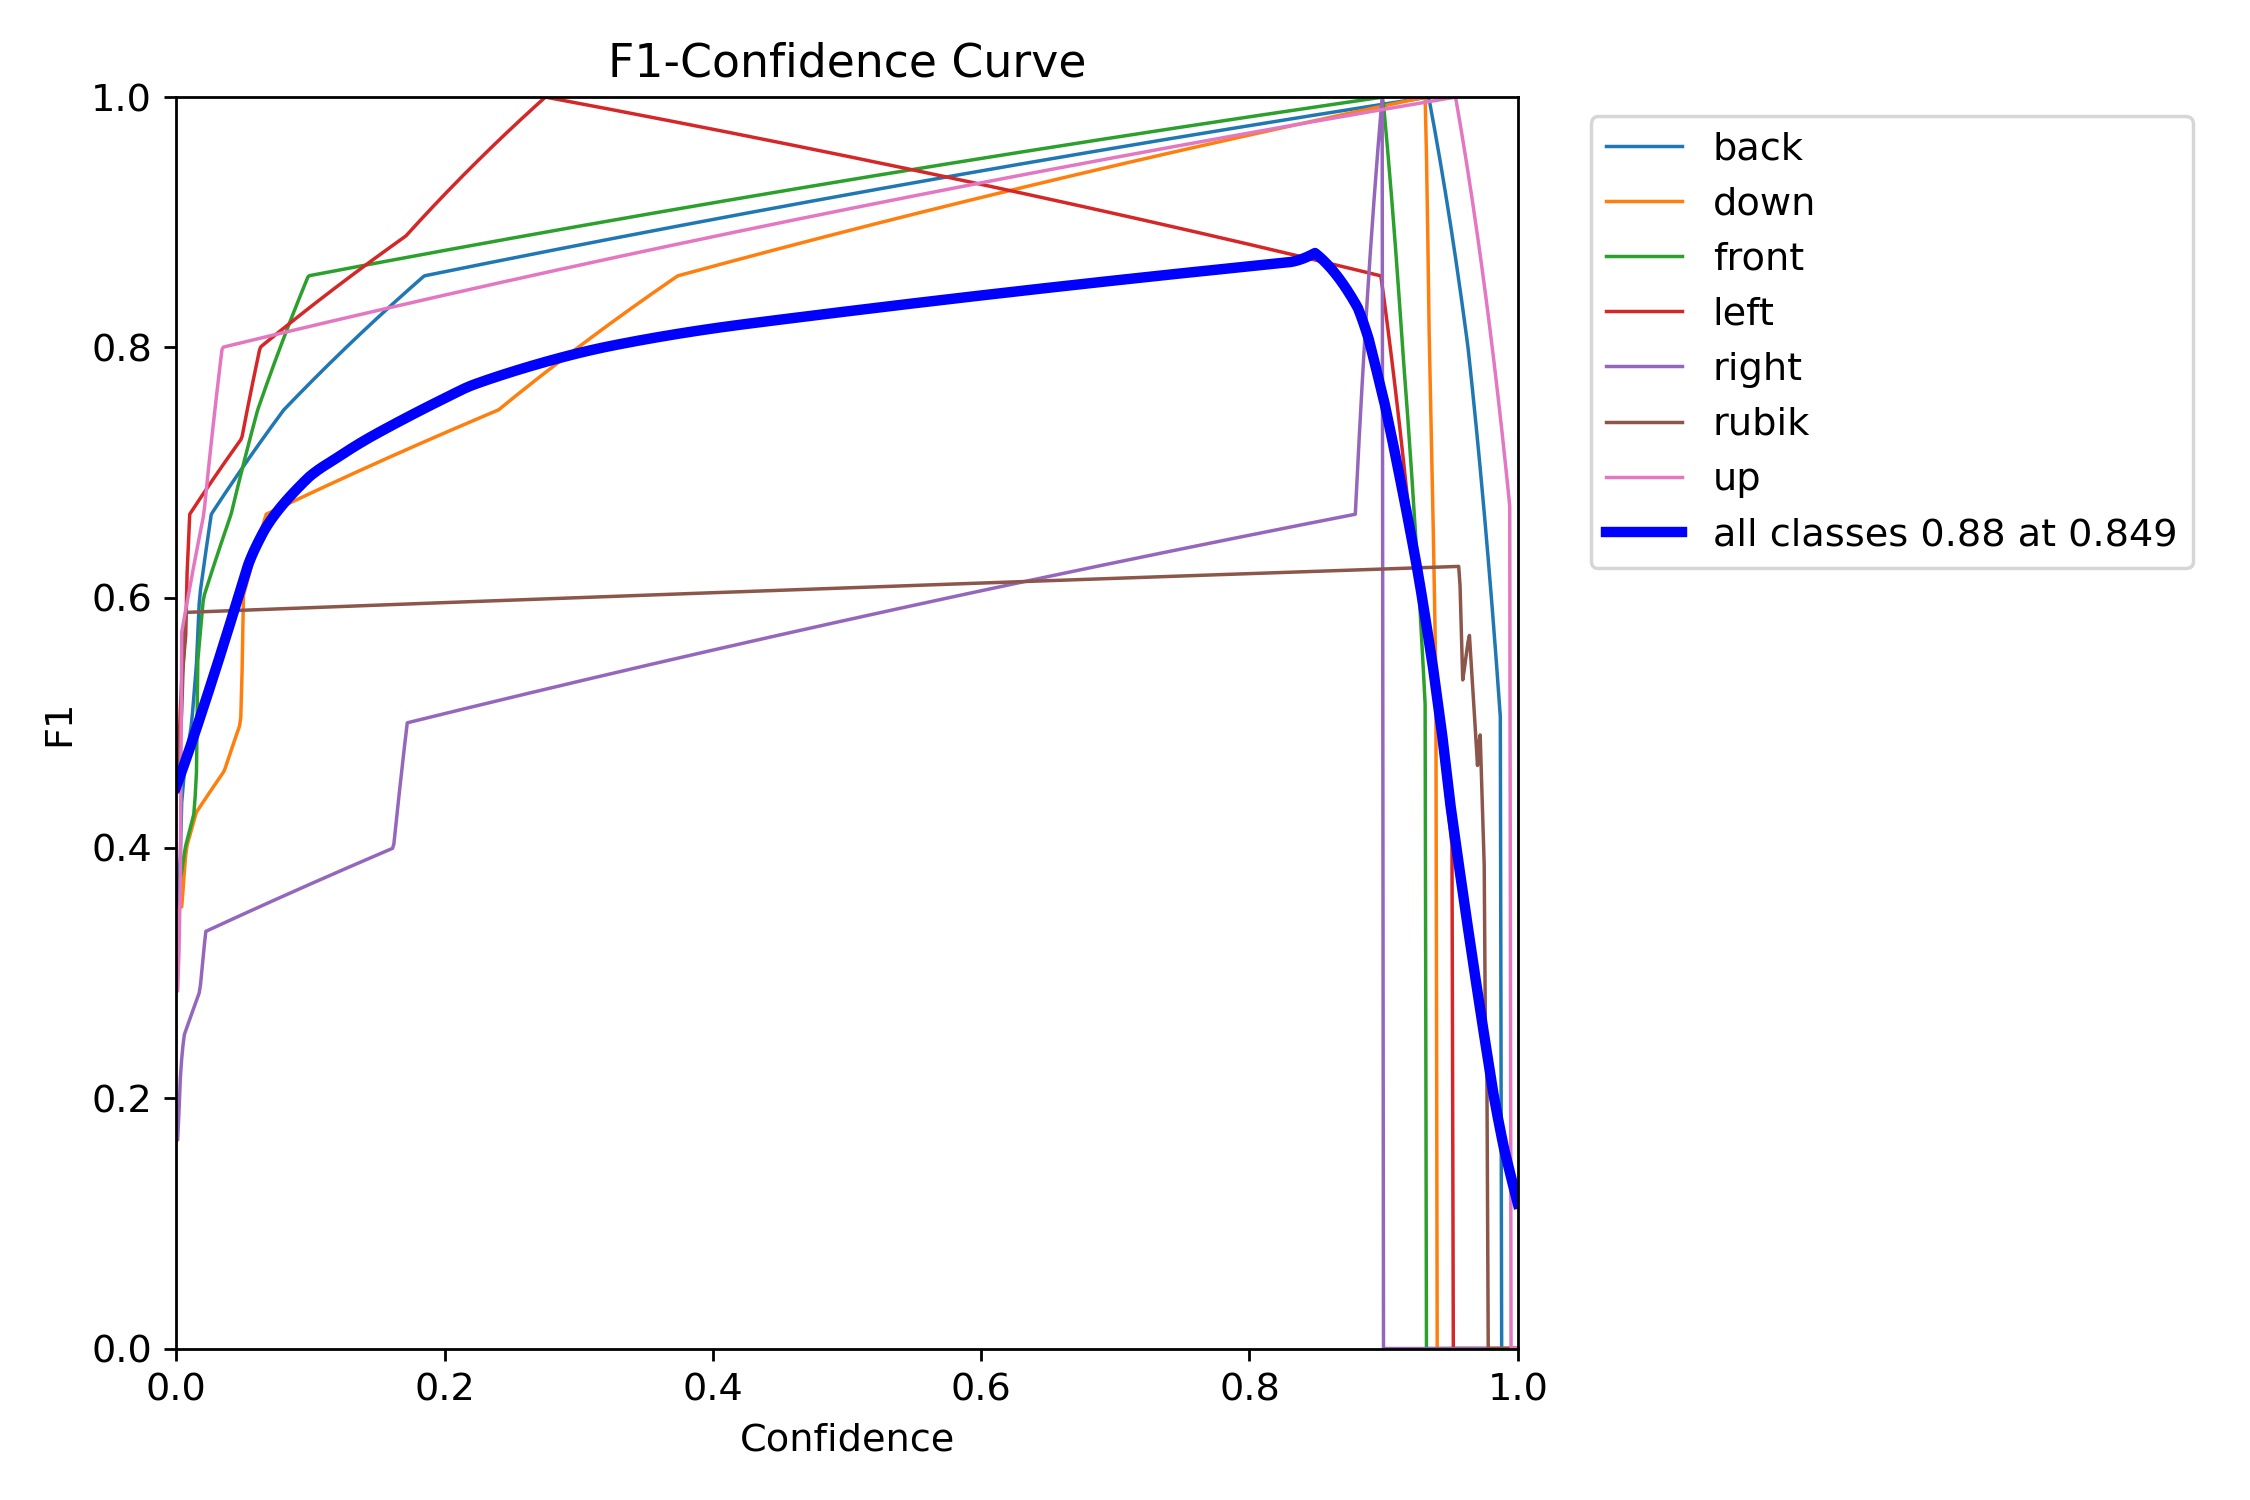 F1-Confidence Curve
1.0
0.8
0.6
0.4
0.2
0.0
F1
0.0 0.2 0.4 0.6 0.8 1.0
Confidence
back
down
front
left
right
rubik
up
all classes 0.88 at 0.849